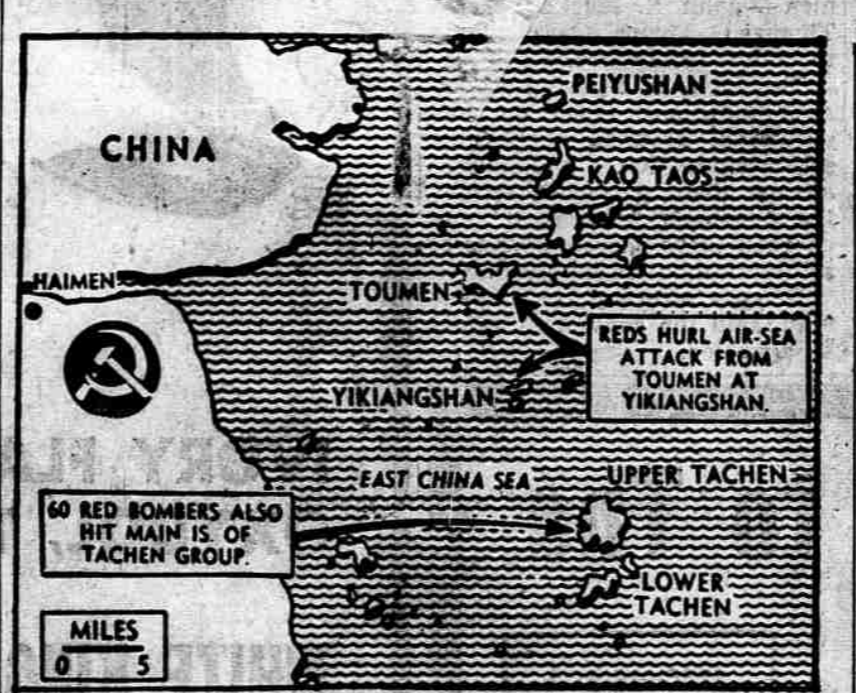 PEIYUSHAN
CHINA
KAO TAOS
HAIMEN
TOUMEN
REDS HURL AIR-SEA
ATTACK FROM
TOUMEN AT
YIKIANGSHAN.
YIKIANGSHAN
EAST CHINA SEA
UPPER TACHEN
60 RED BOMBERS ALSO
HIT MAIN IS. OF
TACHEN GROUP.
LOWER
TACHEN
MILES
0 5